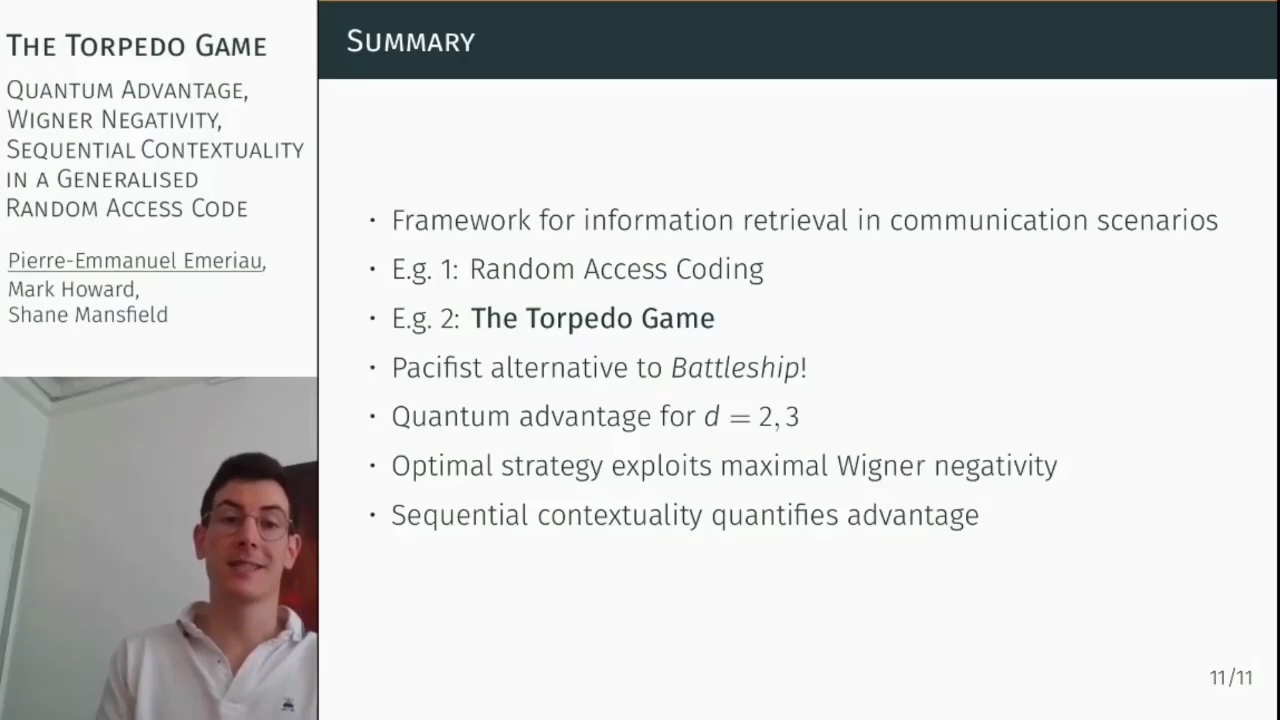 THE TORPEDO GAME
QUANTUM ADVANTAGE,
WIGNER NEGATIVITY,
SEQUENTIAL CONTEXTUALITY
IN A GENERALISED
RANDOM ACCESS CODE
Pierre-Emmanuel Emeriau,
Mark Howard,
Shane Mansfield
SUMMARY
• Framework for information retrieval in communication scenarios
• E.g. 1: Random Access Coding
• E.g. 2: The Torpedo Game
• Pacifist alternative to Battleship!
• Quantum advantage for d = 2, 3
• Optimal strategy exploits maximal Wigner negativity
• Sequential contextuality quantifies advantage
11/11